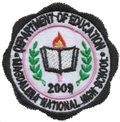 DEPARTMENT OF EDUCATION
NATIONAL HIGH SCHOOL
2009